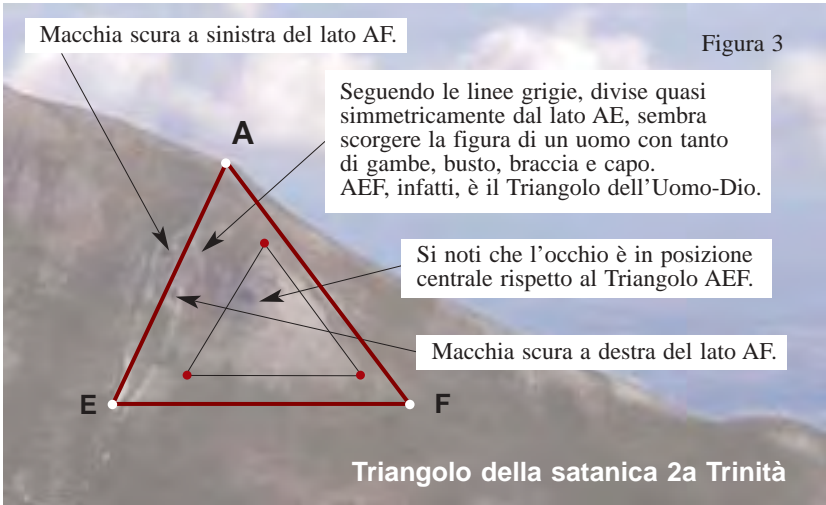 Macchia scura a sinistra del lato AF.
Figura 3
Seguendo le linee grigie, divise quasi
simmetricamente dal lato AE, sembra
scorgere la figura di un uomo con tanto
di gambe, busto, braccia e capo.
AEF, infatti, è il Triangolo dell'Uomo-Dio.
A
Si noti che l'occhio è in posizione
centrale rispetto al Triangolo AEF.
Macchia scura a destra del lato AF.
E
F
Triangolo della satanica 2a Trinità